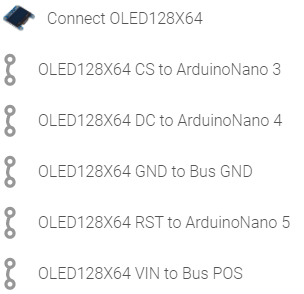 Connect OLED128X64
OLED128X64 CS to ArduinoNano 3
OLED128X64 DC to ArduinoNano 4
OLED128X64 GND to Bus GND
OLED128X64 RST to ArduinoNano 5
OLED128X64 VIN to Bus POS